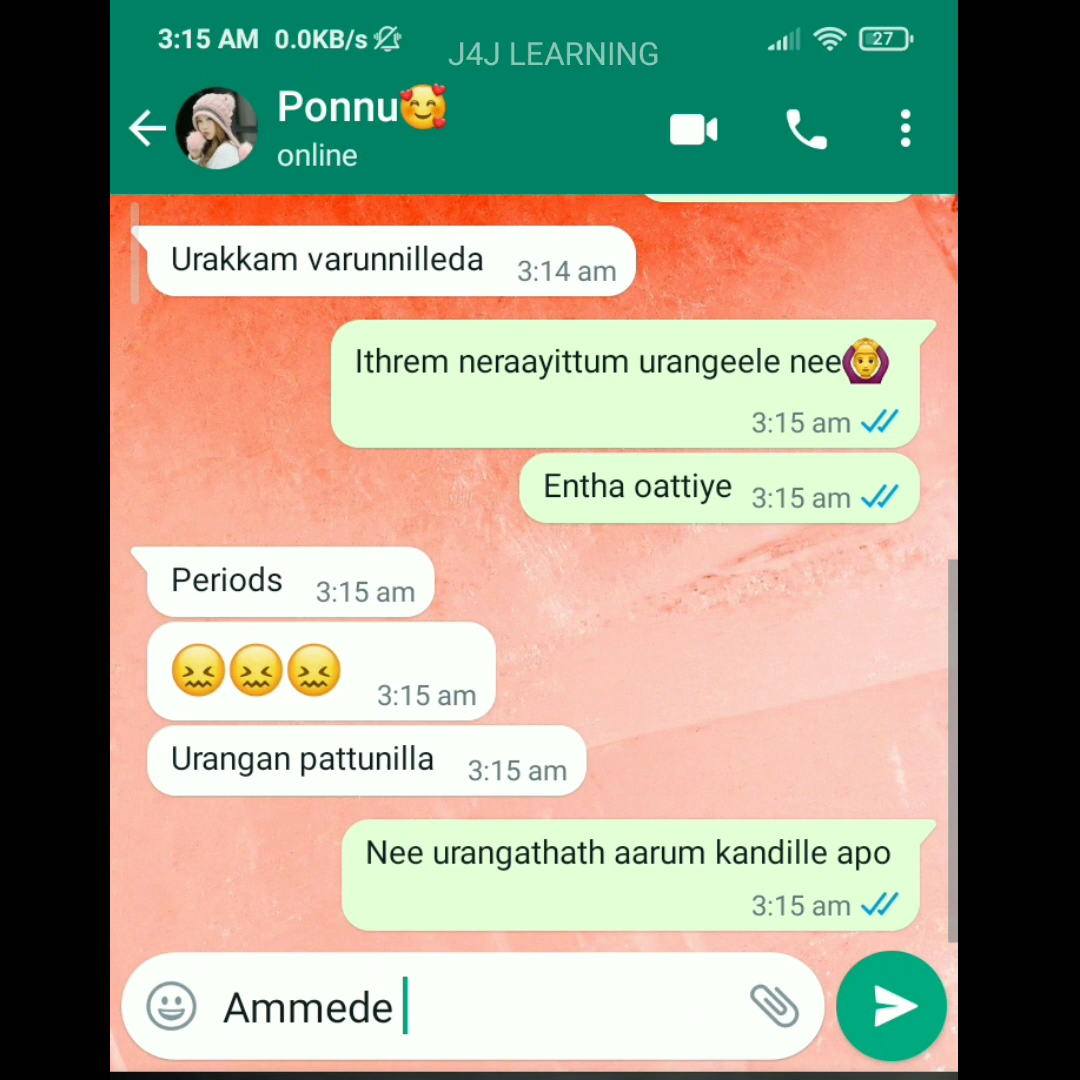 3:15 AM 0.0KB/s 27
J4J LEARNING
Ponnu🥰
online
Urakkam varunnilleda 3:14 am
Ithrem neraayittum urangeele nee🙆
3:15 am
Entha oattiye 3:15 am
Periods 3:15 am
😖😖😖 3:15 am
Urangan pattunilla 3:15 am
Nee urangathath aarum kandille apo
3:15 am
Ammede